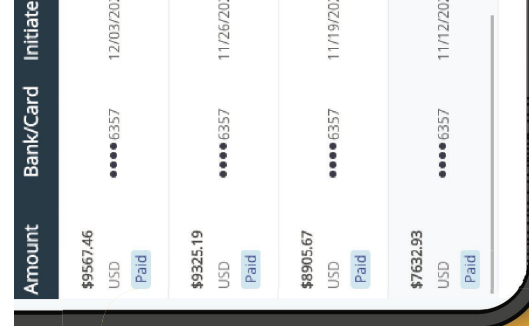 Amount Bank/Card Initiate
$9567.46
USD ●●●●6357 12/03/202
Paid
$9325.19
USD ●●●●6357 11/26/202
Paid
$8905.67
USD ●●●●6357 11/19/202
Paid
$7632.93
USD ●●●●6357 11/12/202
Paid